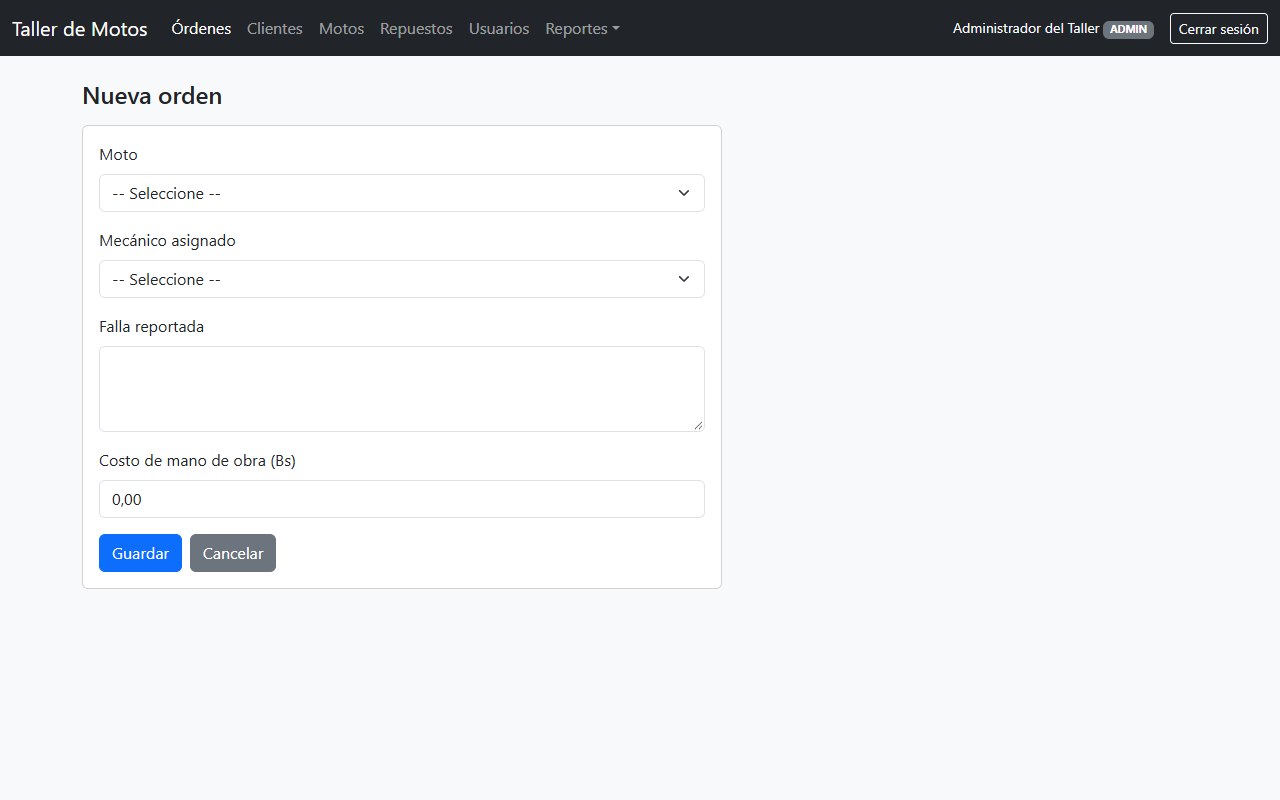 Taller de Motos Órdenes Clientes Motos Repuestos Usuarios Reportes Administrador del Taller ADMIN Cerrar sesión
Nueva orden
Moto
-- Seleccione --
Mecánico asignado
-- Seleccione --
Falla reportada
Costo de mano de obra (Bs)
0,00
Guardar Cancelar